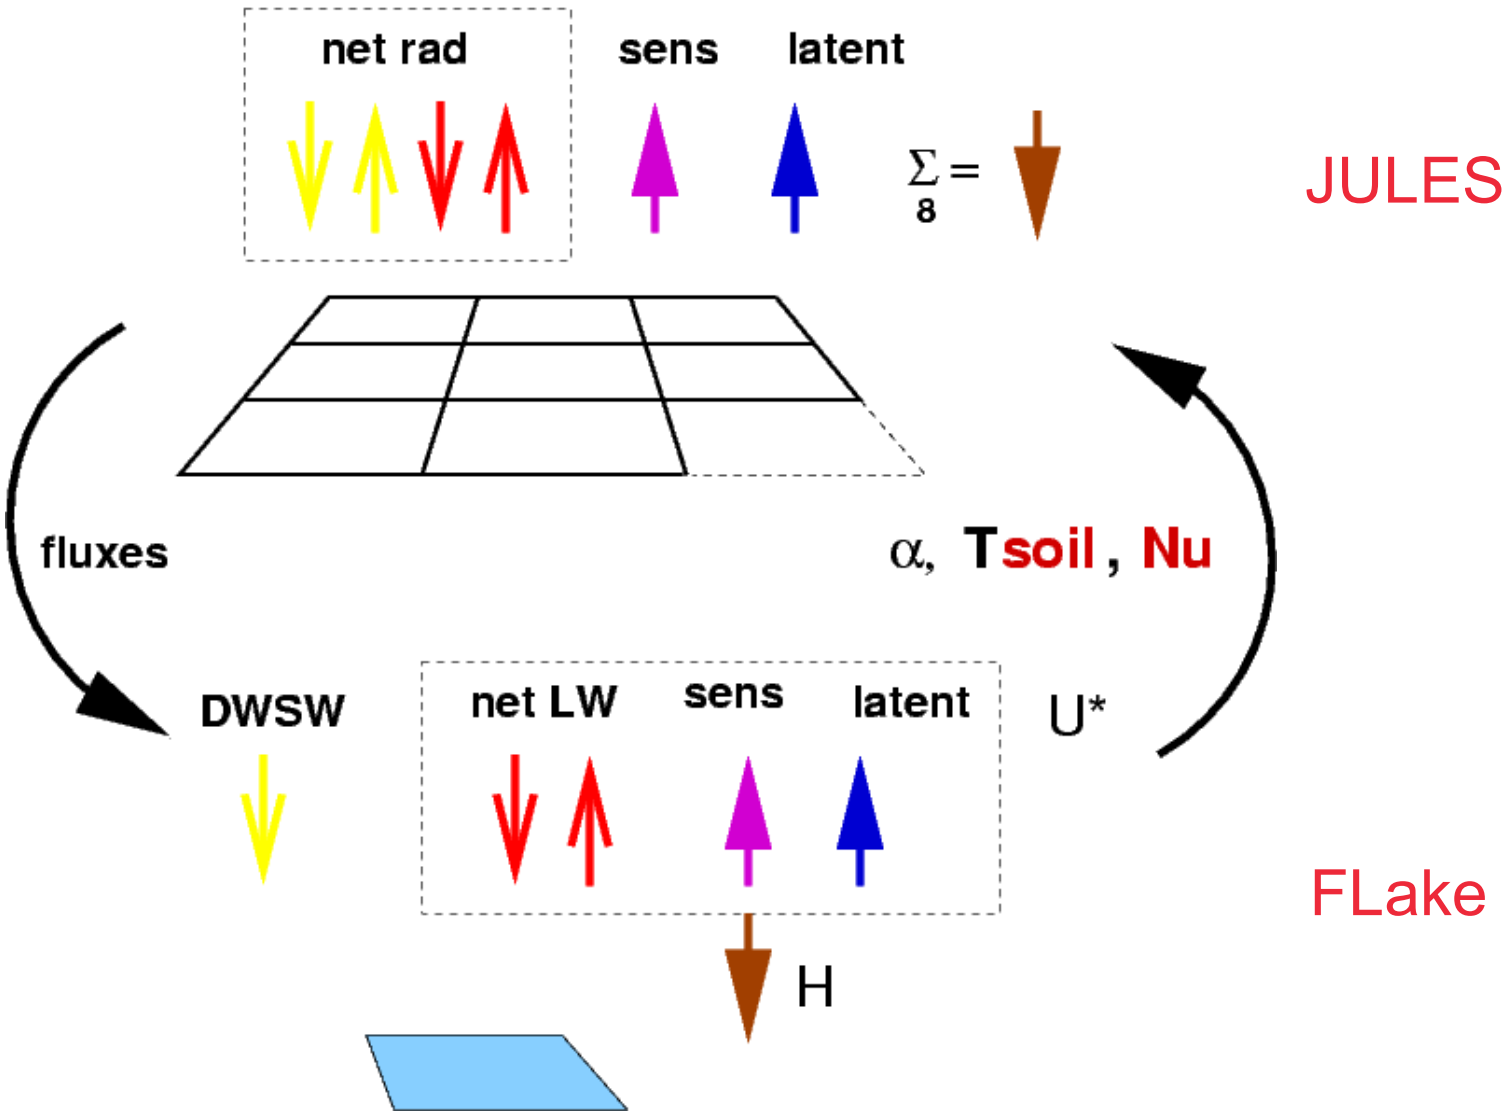 net rad sens latent
Σ =
8
JULES
fluxes
α, Tsoil, Nu
DWSW net LW sens latent U*
FLake
H